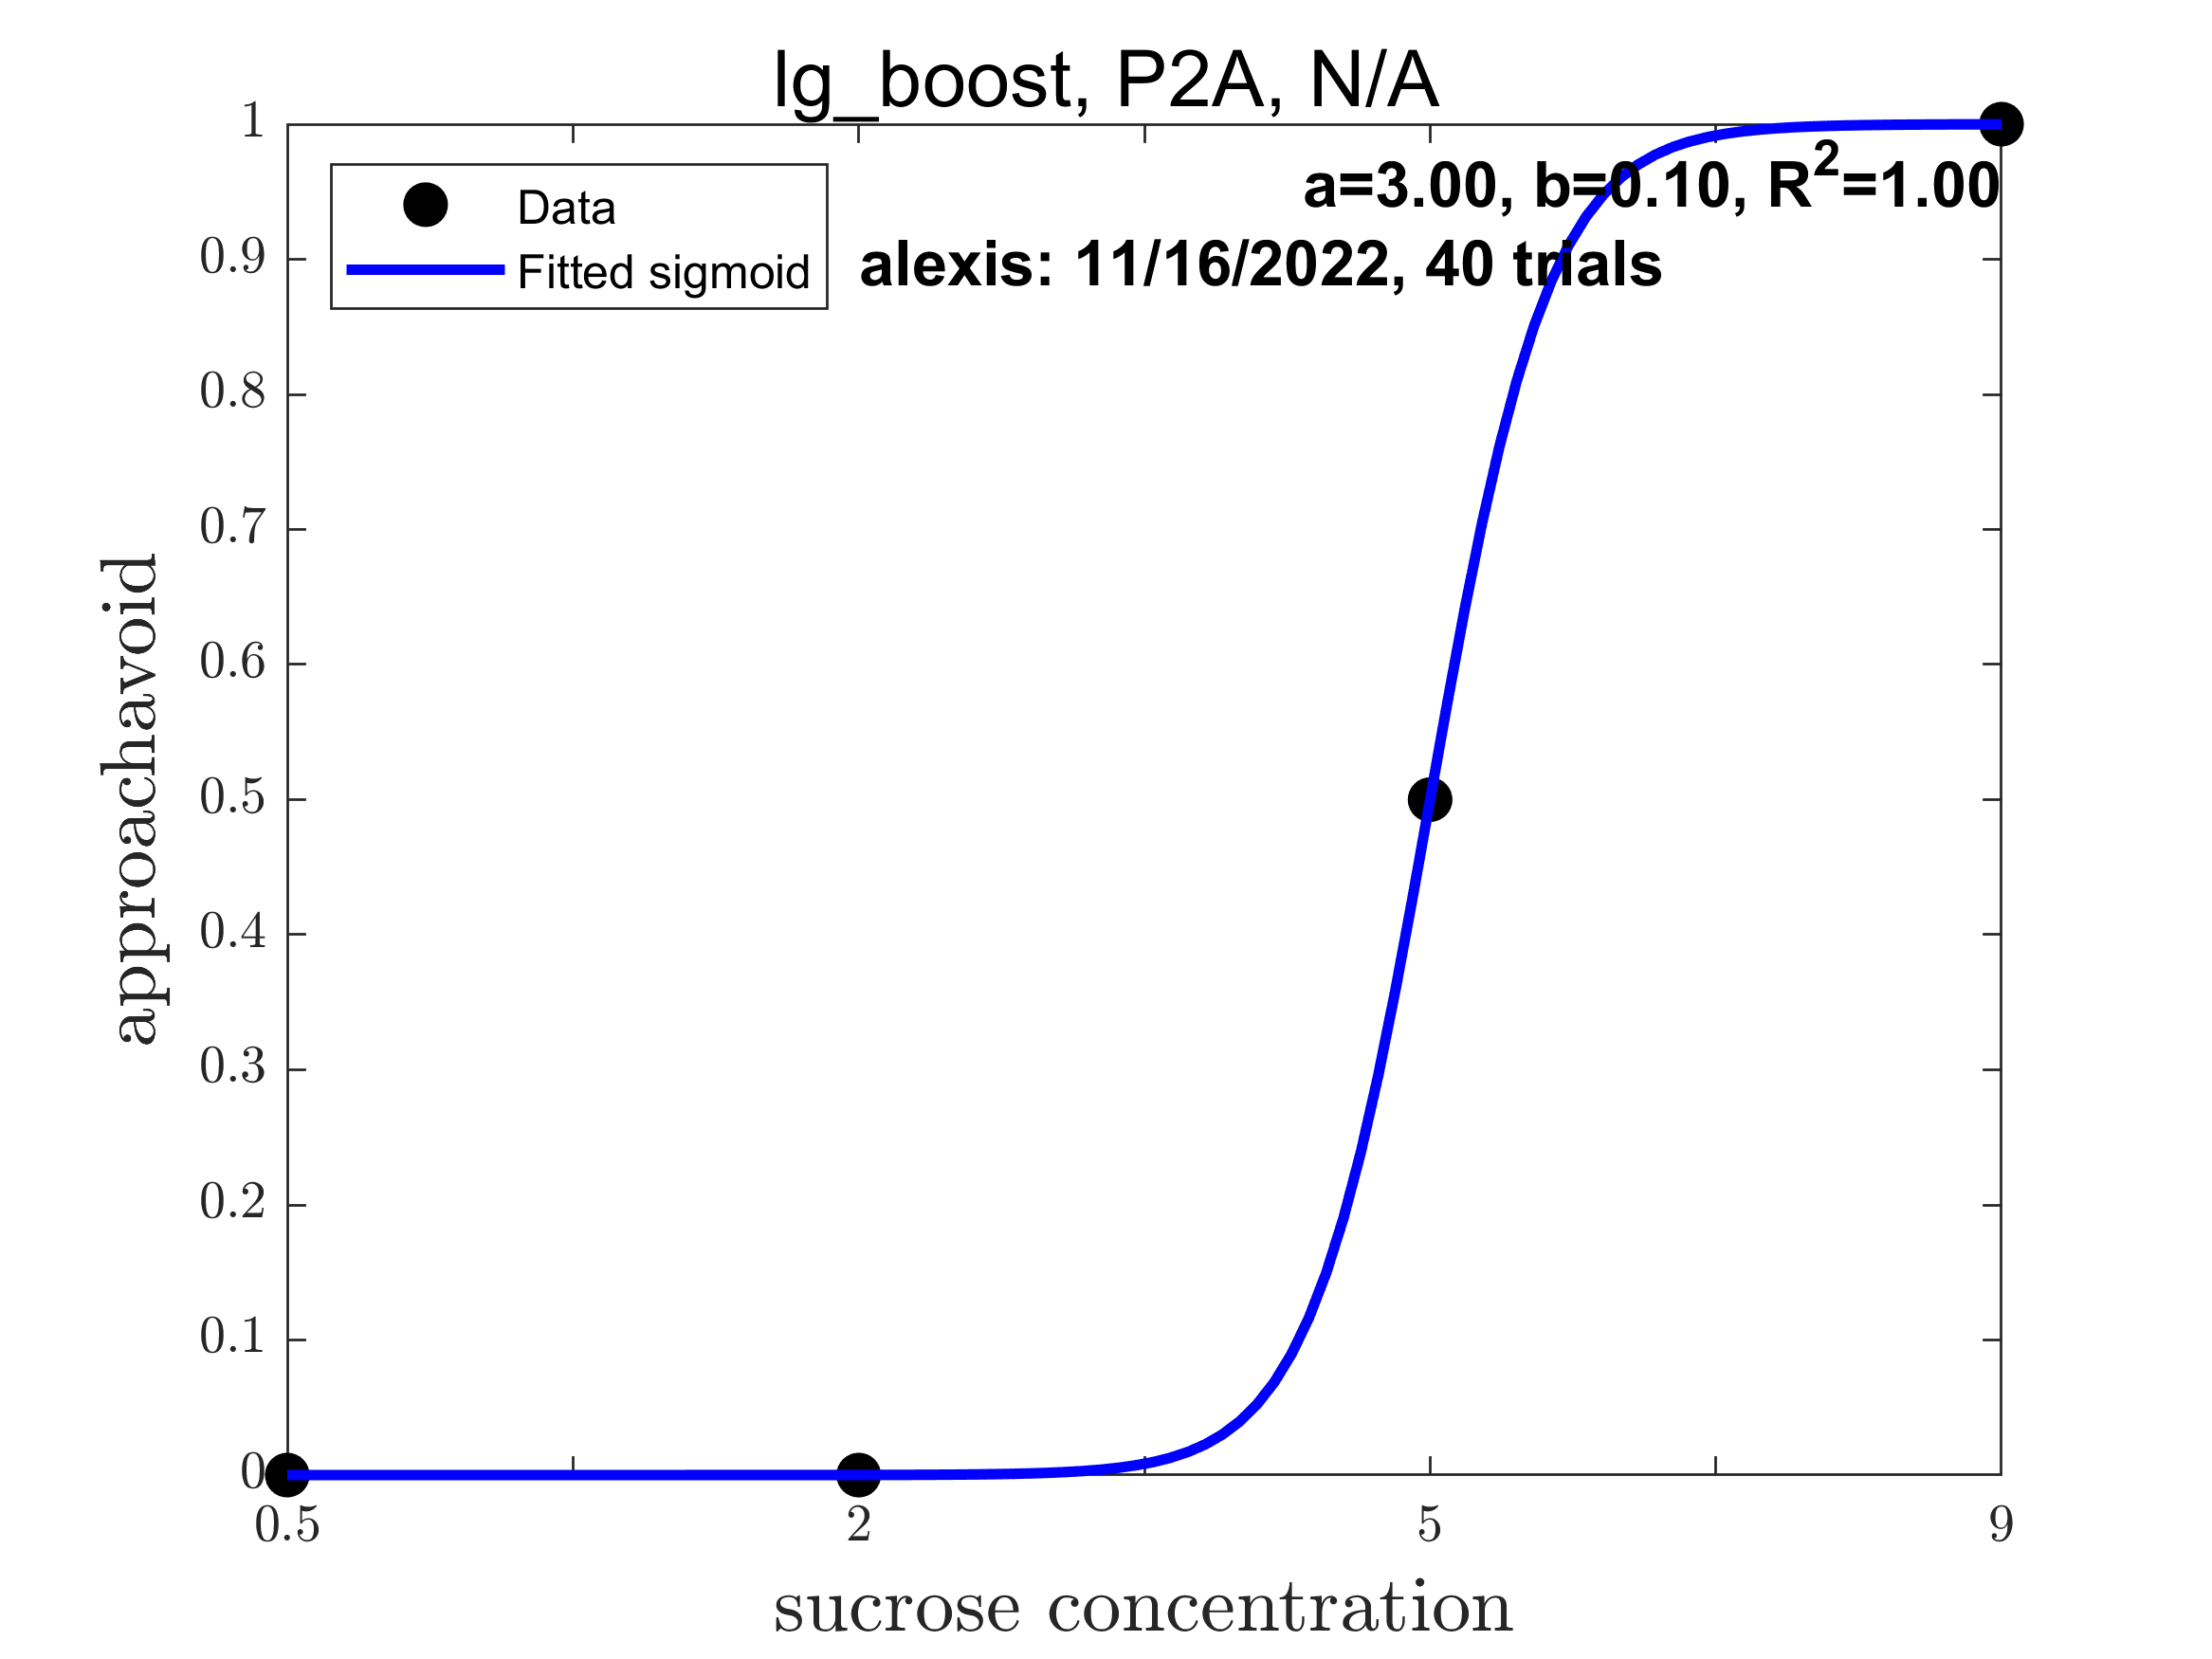 lg_boost, P2A, N/A
Data
Fitted sigmoid
a=3.00, b=0.10, R²=1.00
alexis: 11/16/2022, 40 trials
approachavoid
1
0.9
0.8
0.7
0.6
0.5
0.4
0.3
0.2
0.1
0
0.5 2 5 9
sucrose concentration